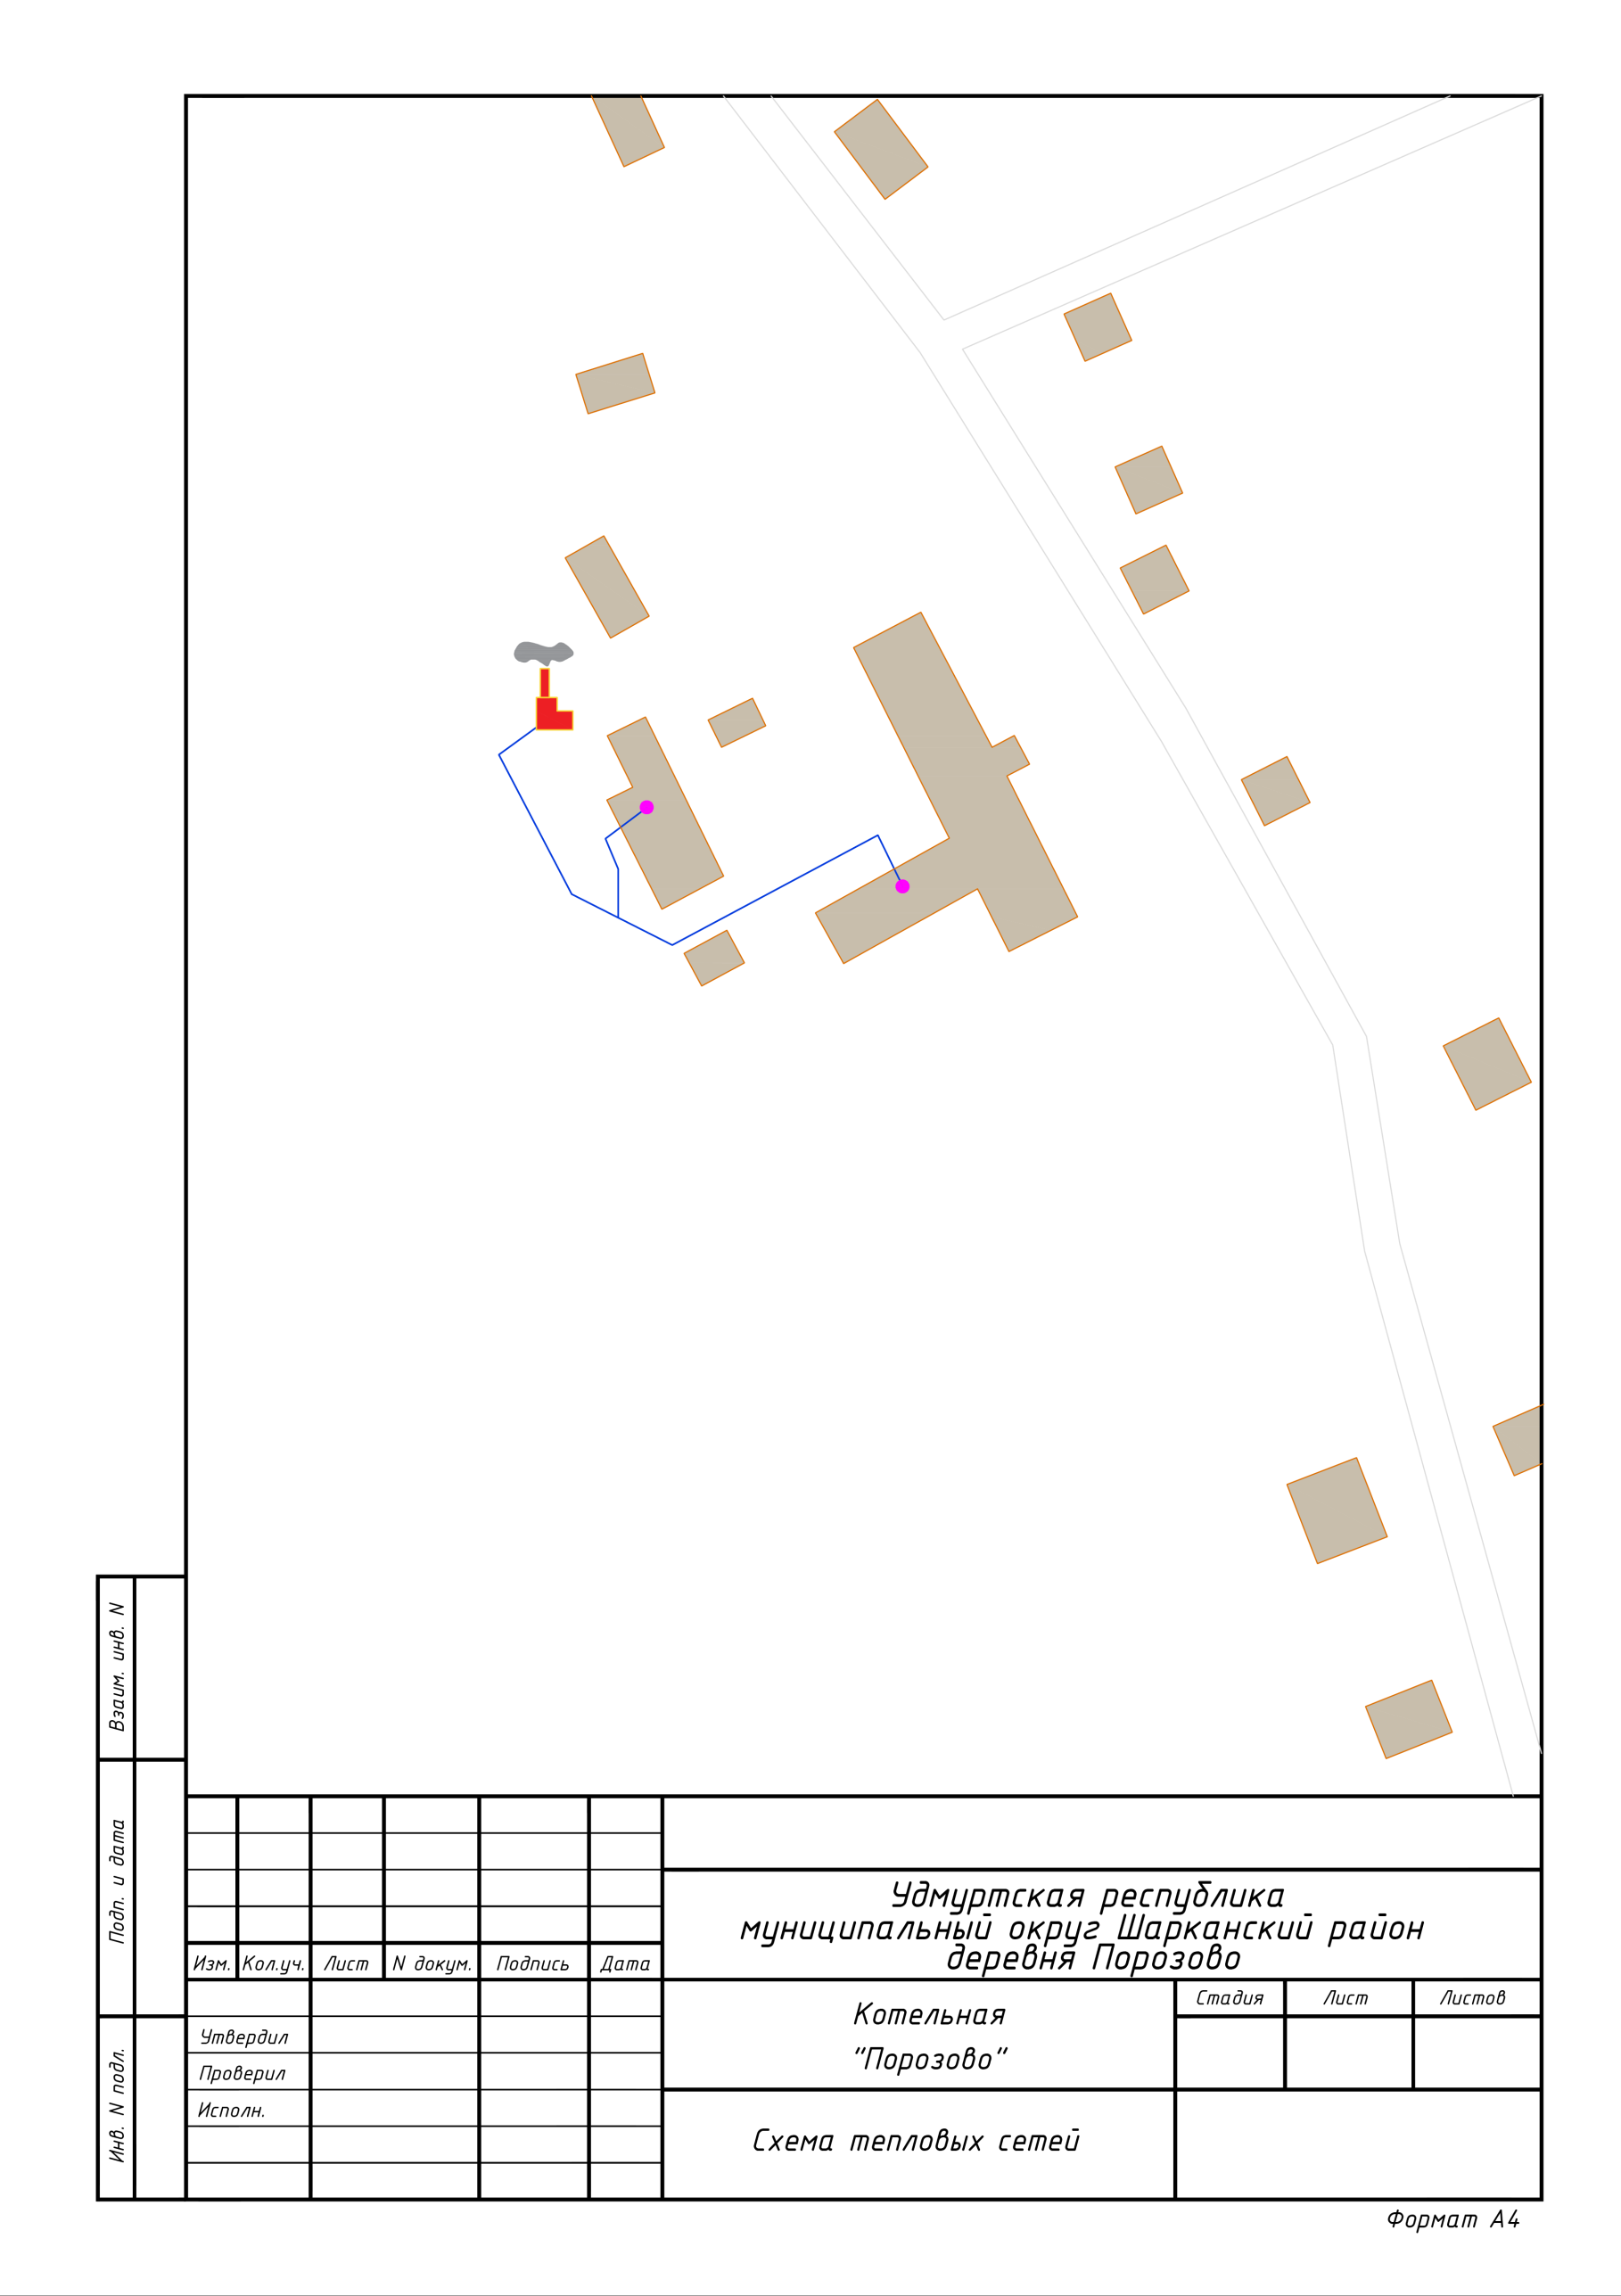 Удмуртская республика
муниципальный округ Шарканский район
деревня Порозово
Изм. Кол.уч. Лист N докум. Подпись Дата
Котельная
"Порозово"
Стадия Лист Листов
Утвердил
Проверил
Исполн.
Схема тепловых сетей
Взаим. инв. N
Подп. и дата
Инв. N подл.
Формат А4